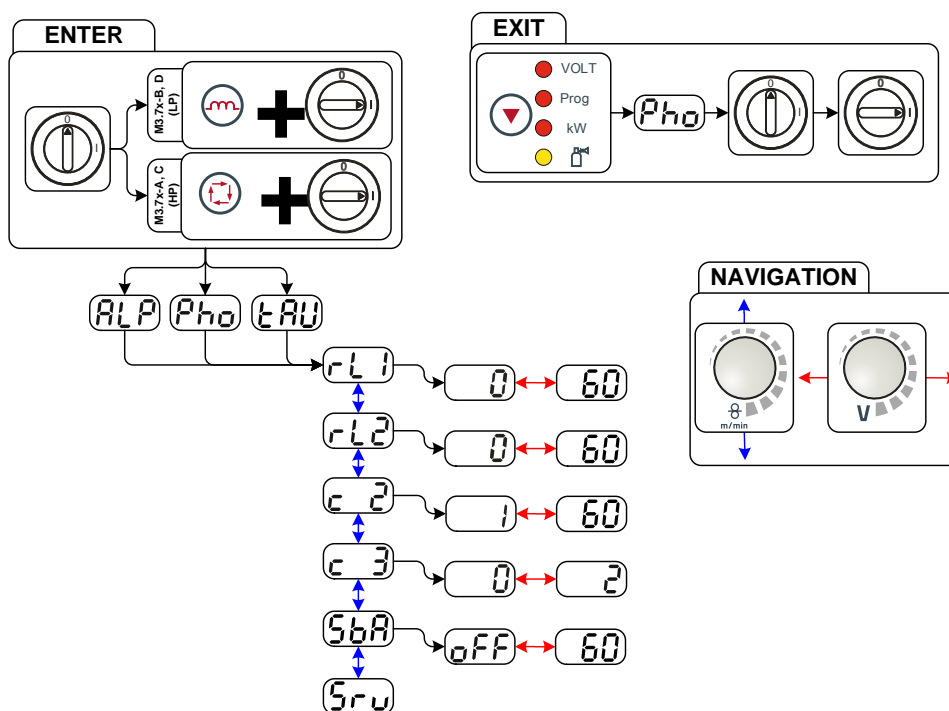 ENTER
M3.7x-B, D
(LP)
0
I
0
I
M3.7x-A, C
(HP)
0
I
EXIT
VOLT
Prog
kW
Pho
0
I
0
I
ALP Pho tAU
NAVIGATION
m/min
V
rL1 0 60
rL2 0 60
c 2 1 60
c 3 0 2
SbA oFF 60
Srv